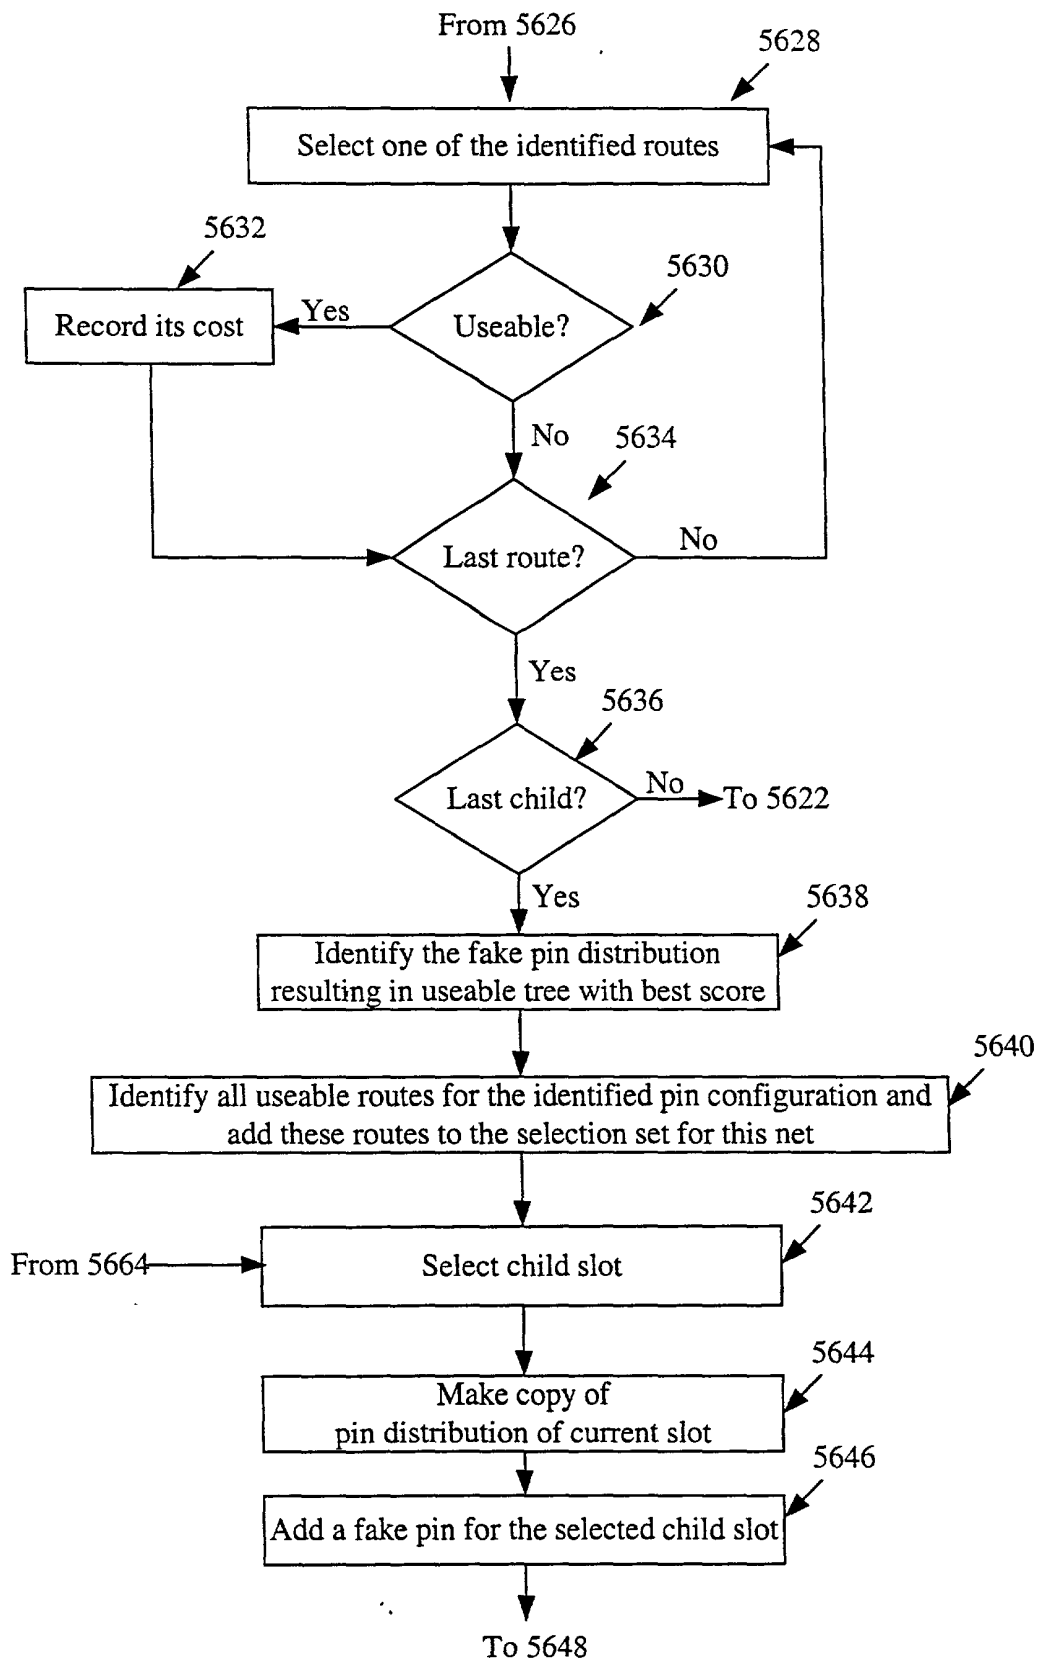 From 5626
5628
Select one of the identified routes
5632
5630
Record its cost
Yes
Useable?
No
5634
Last route?
No
Yes
5636
Last child?
No
To 5622
Yes
5638
Identify the fake pin distribution
resulting in useable tree with best score
5640
Identify all useable routes for the identified pin configuration and
add these routes to the selection set for this net
5642
From 5664
Select child slot
5644
Make copy of
pin distribution of current slot
5646
Add a fake pin for the selected child slot
To 5648